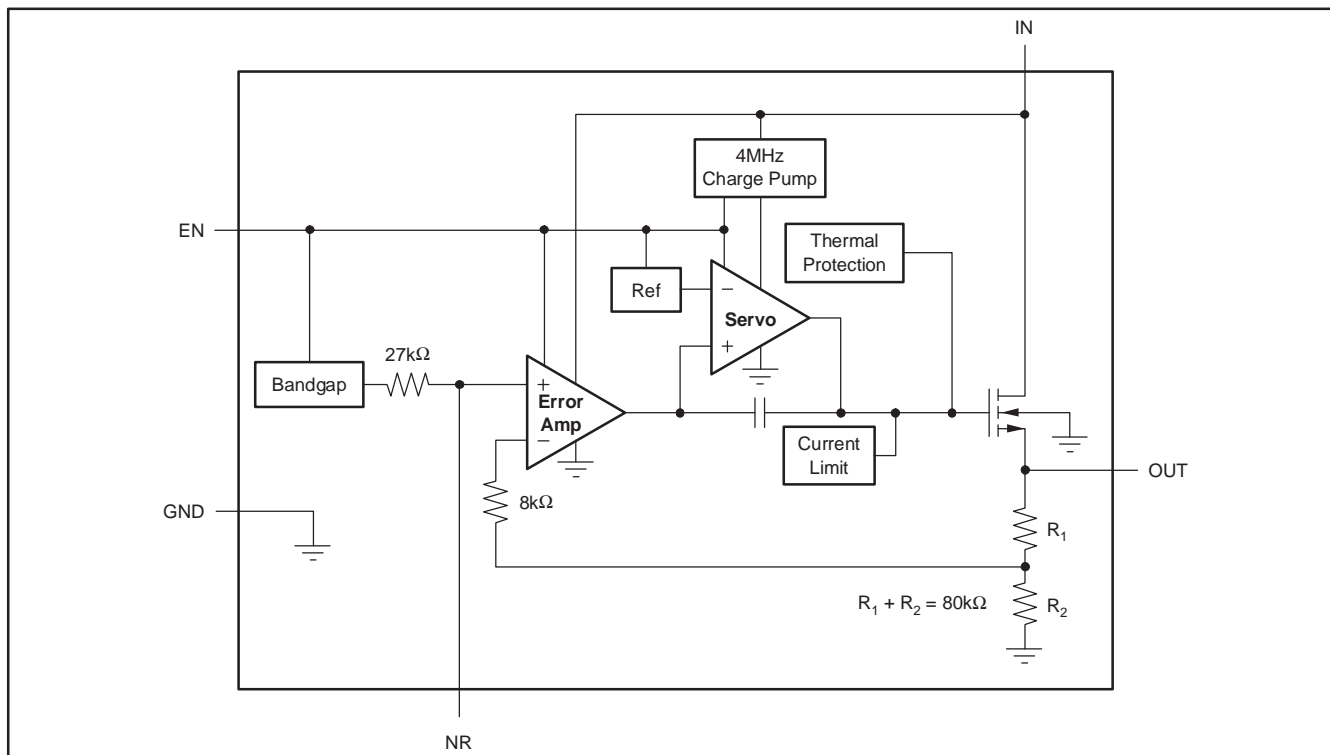 IN
4MHz
Charge Pump
EN
Thermal
Protection
Ref
−
Servo
+
27kΩ
Bandgap
+
Error
Amp
−
Current
Limit
OUT
8kΩ
GND
R1
R1 + R2 = 80kΩ
R2
NR